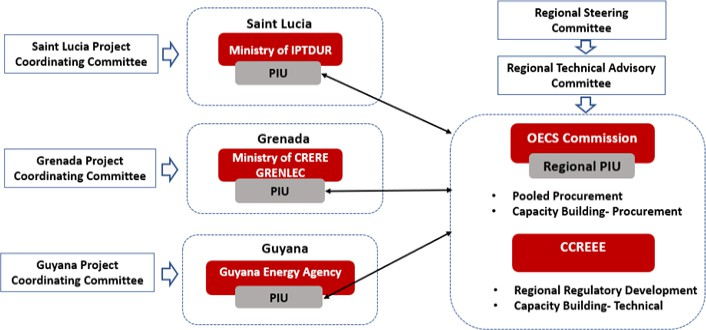 Saint Lucia Project
Coordinating Committee
Saint Lucia
Ministry of IPTDUR
PIU
Grenada Project
Coordinating Committee
Grenada
Ministry of CRERE
GRENLEC
PIU
Guyana Project
Coordinating Committee
Guyana
Guyana Energy Agency
PIU
Regional Steering
Committee
Regional Technical Advisory
Committee
OECS Commission
Regional PIU
• Pooled Procurement
• Capacity Building- Procurement
CCREEE
• Regional Regulatory Development
• Capacity Building- Technical